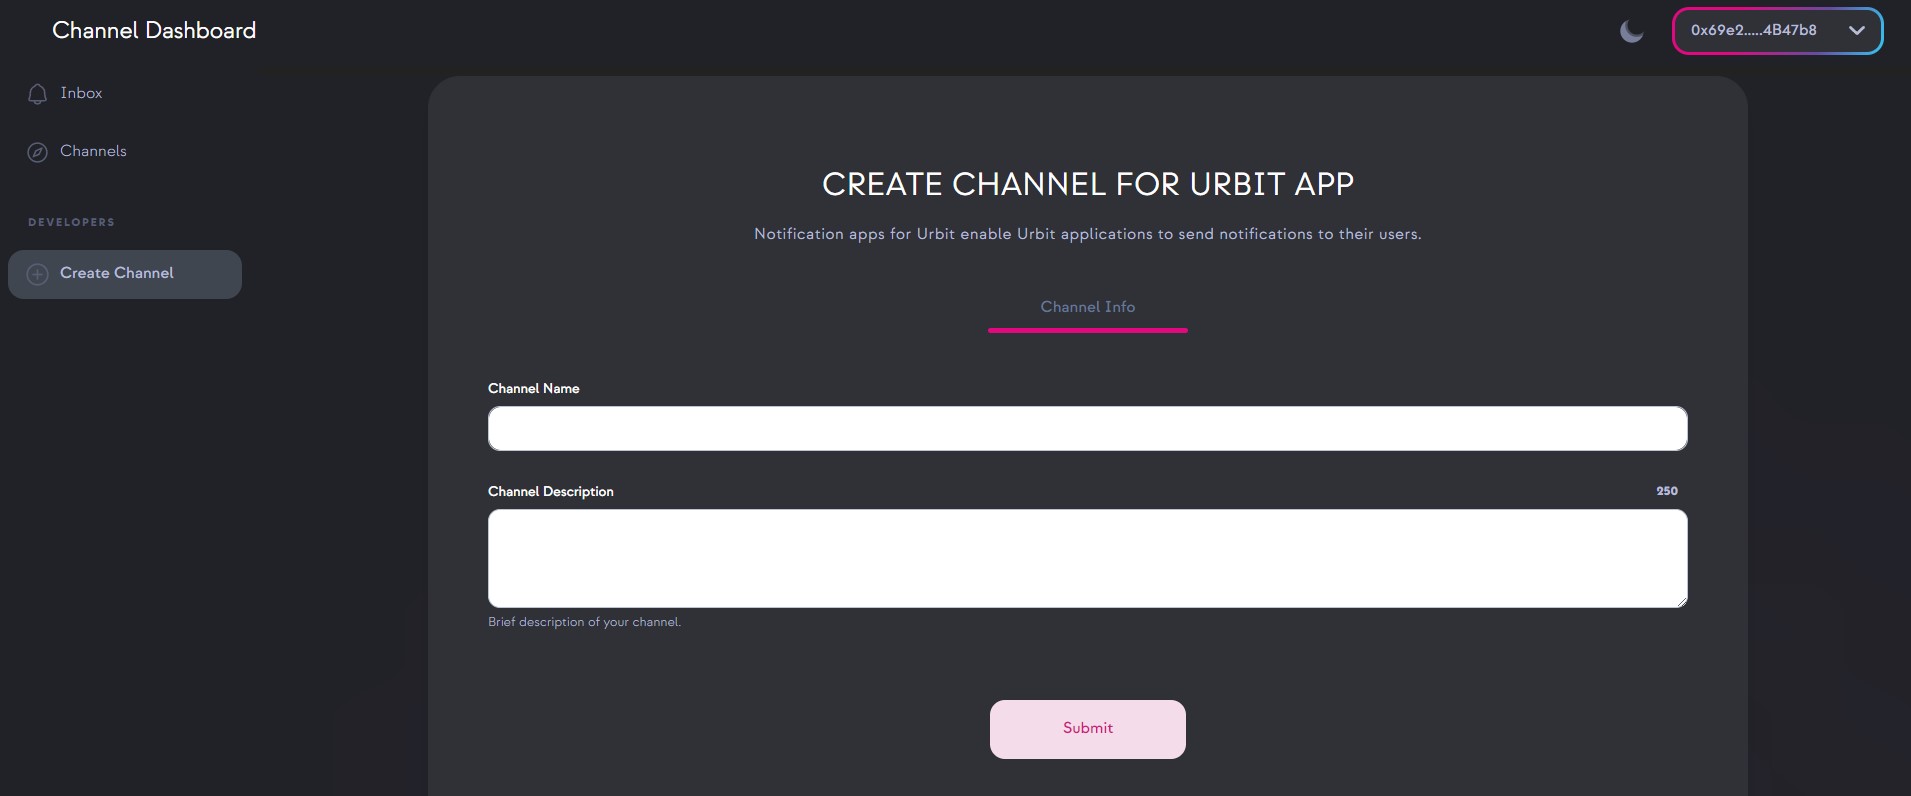 Channel Dashboard
0x69e2.....4B47b8
Inbox
Channels
DEVELOPERS
Create Channel
CREATE CHANNEL FOR URBIT APP
Notification apps for Urbit enable Urbit applications to send notifications to their users.
Channel Info
Channel Name
Channel Description
250
Brief description of your channel.
Submit